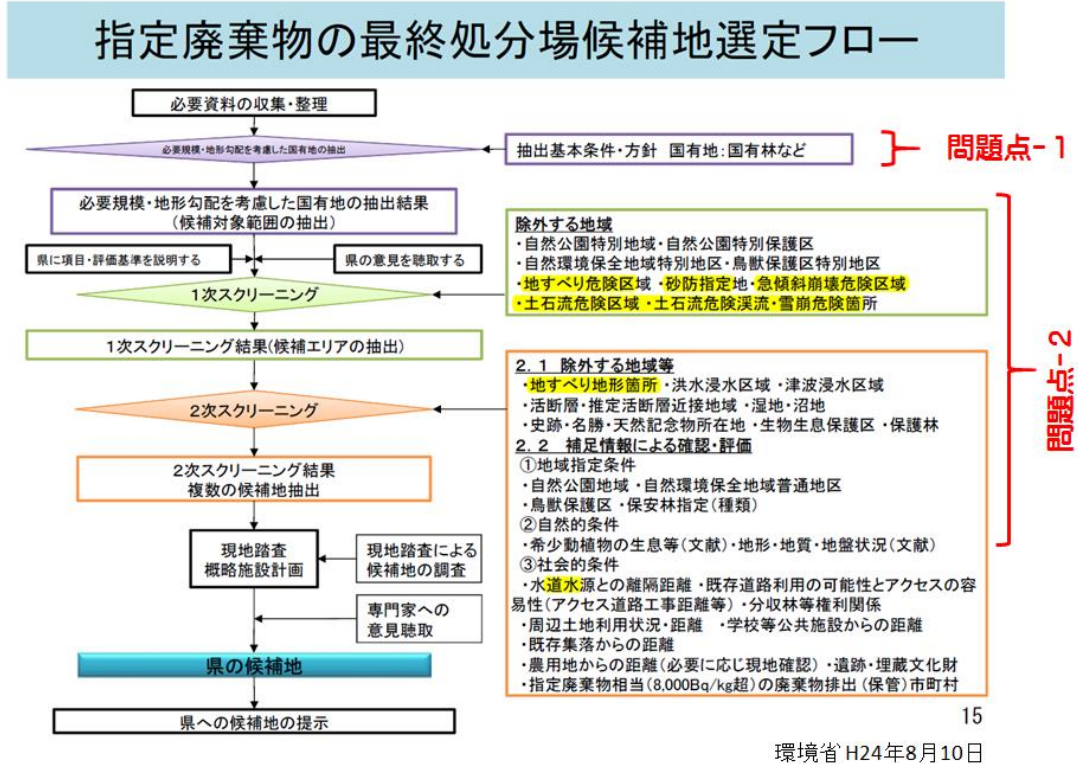 指定廃棄物の最終処分場候補地選定フロー
必要資料の収集・整理
必要規模・地形勾配を考慮した国有地の抽出
抽出基本条件・方針 国有地:国有林など
問題点-1
必要規模・地形勾配を考慮した国有地の抽出結果
(候補対象範囲の抽出)
県に項目・評価基準を説明する
県の意見を聴取する
1次スクリーニング
除外する地域
・自然公園特別地域・自然公園特別保護区
・自然環境保全地域特別地区・鳥獣保護区特別地区
・地すべり危険区域・砂防指定地・急傾斜崩壊危険区域
・土石流危険区域・土石流危険渓流・雪崩危険箇所
1次スクリーニング結果(候補エリアの抽出)
2次スクリーニング
2.1 除外する地域等
・地すべり地形箇所・洪水浸水区域・津波浸水区域
・活断層・推定活断層近接地域・湿地・沼地
・史跡・名勝・天然記念物所在地・生物生息保護区・保護林
2.2 補足情報による確認・評価
①地域指定条件
・自然公園地域・自然環境保全地域普通地区
・鳥獣保護区・保安林指定(種類)
②自然的条件
・希少動植物の生息等(文献)・地形・地質・地盤状況(文献)
③社会的条件
・水道水源との離隔距離・既存道路利用の可能性とアクセスの容
易性(アクセス道路工事距離等)・分収林等権利関係
・周辺土地利用状況・距離 ・学校等公共施設からの距離
・既存集落からの距離
・農用地からの距離(必要に応じ現地確認)・遺跡・埋蔵文化財
・指定廃棄物相当(8,000Bq/kg超)の廃棄物排出(保管)市町村
問題点-2
2次スクリーニング結果
複数の候補地抽出
現地踏査
概略施設計画
現地踏査による
候補地の調査
専門家への
意見聴取
県の候補地
県への候補地の提示
15
環境省 H24年8月10日